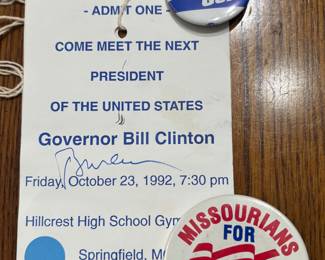 - ADMIT ONE -
COME MEET THE NEXT
PRESIDENT
OF THE UNITED STATES
Governor Bill Clinton
Friday, October 23, 1992, 7:30 pm
Hillcrest High School Gym
Springfield, MO
MISSOURIANS
FOR